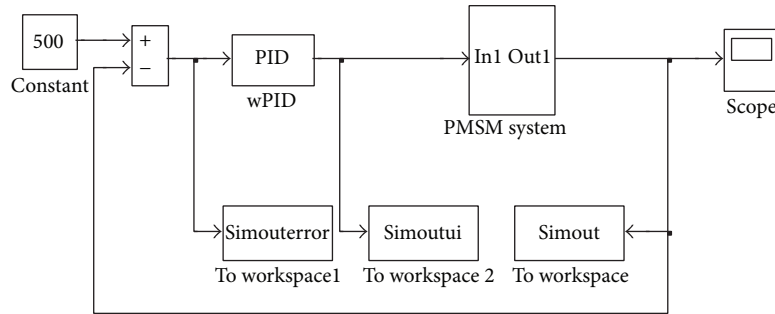 500
Constant
+
−
PID
wPID
In1 Out1
PMSM system
Scope
Simouterror
To workspace1
Simoutui
To workspace 2
Simout
To workspace